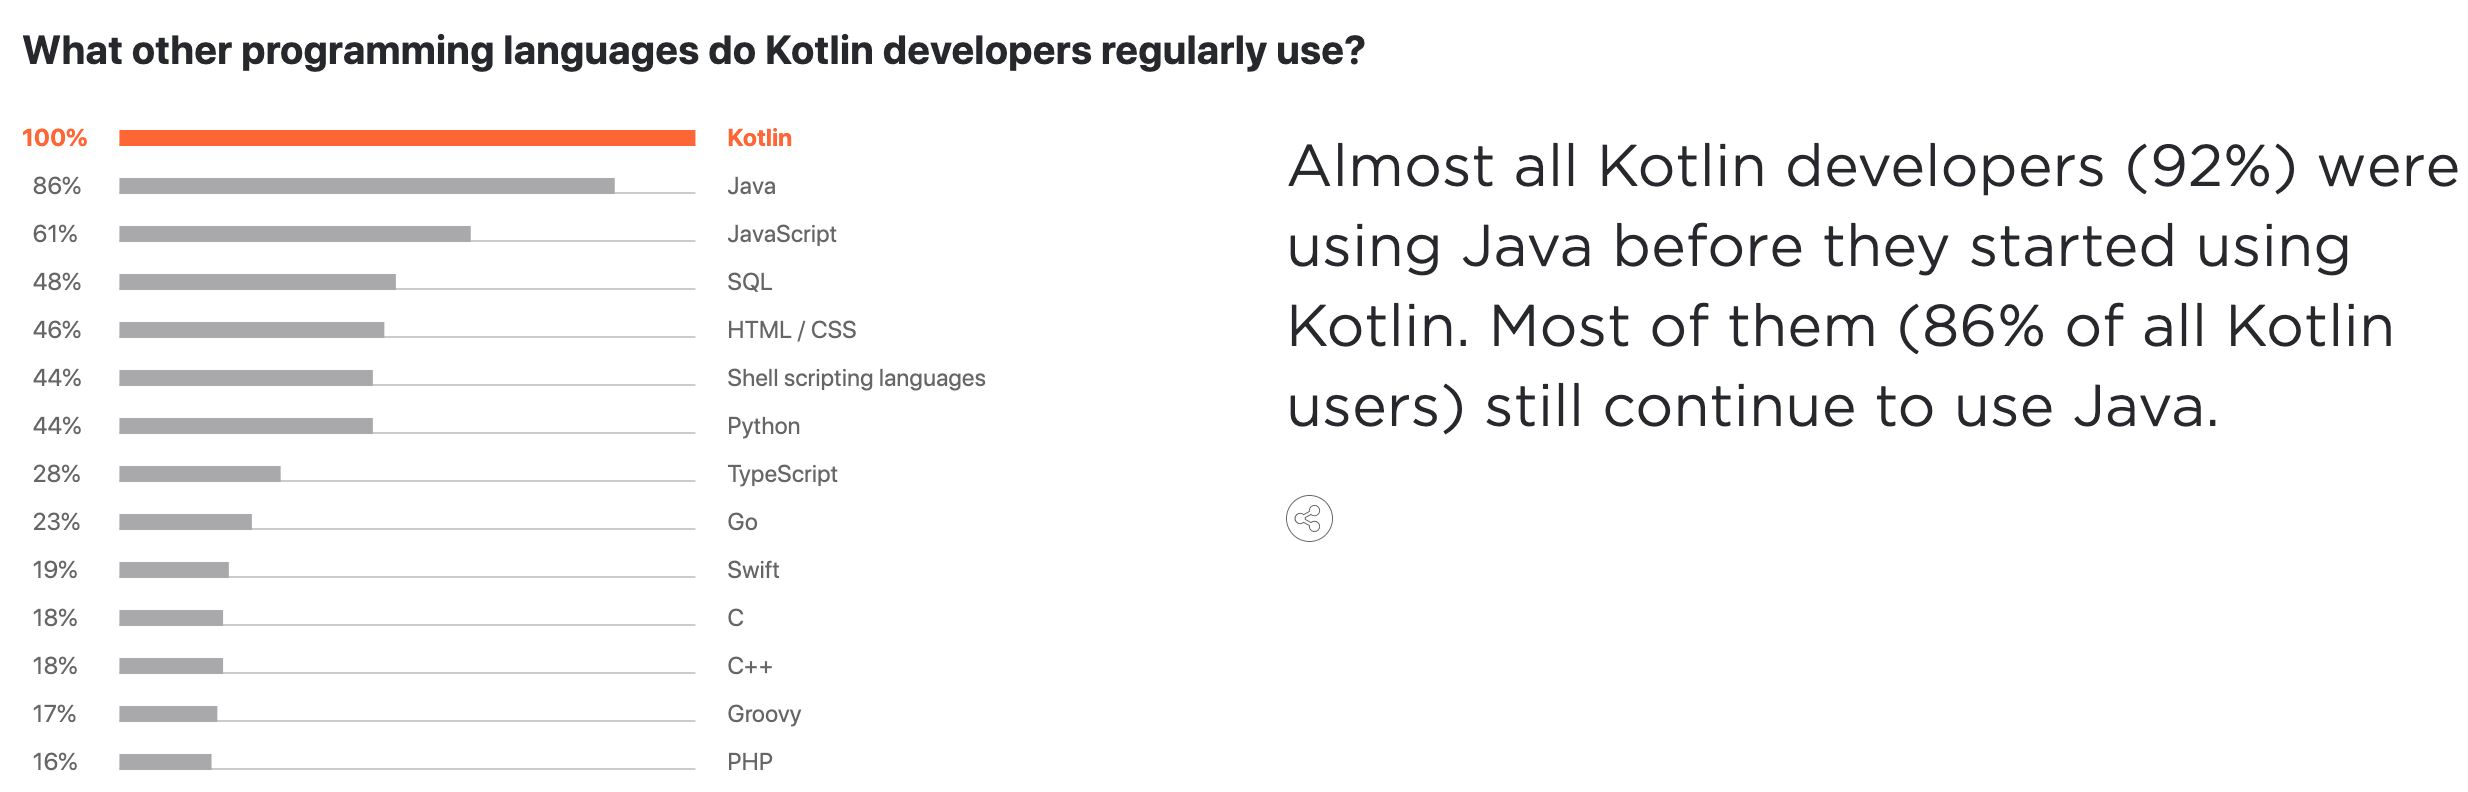 What other programming languages do Kotlin developers regularly use?
100% Kotlin
86% Java
61% JavaScript
48% SQL
46% HTML / CSS
44% Shell scripting languages
44% Python
28% TypeScript
23% Go
19% Swift
18% C
18% C++
17% Groovy
16% PHP
Almost all Kotlin developers (92%) were
using Java before they started using
Kotlin. Most of them (86% of all Kotlin
users) still continue to use Java.